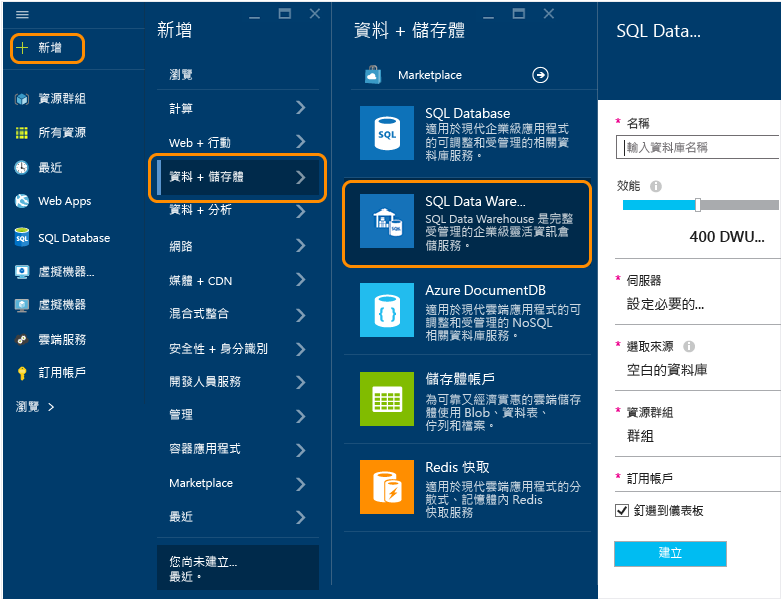 新增
資源群組
所有資源
最近
Web Apps
SQL Database
虛擬機器...
虛擬機器
雲端服務
訂用帳戶
瀏覽
新增
瀏覽
計算
Web + 行動
資料 + 儲存體
資料 + 分析
網路
媒體 + CDN
混合式整合
安全性 + 身分識別
開發人員服務
管理
容器應用程式
Marketplace
最近
您尚未建立...
最近。
資料 + 儲存體
Marketplace
SQL Database
適用於現代企業級應用程式
的可調整和受管理的相關資
料庫服務。
SQL Data Ware...
SQL Data Warehouse 是完整
受管理的企業級靈活資訊倉
儲服務。
Azure DocumentDB
適用於現代雲端應用程式的可
調整和受管理的 NoSQL
相關資料庫服務。
儲存體帳戶
為可靠又經濟實惠的雲端儲存
體使用 Blob、資料表、
佇列和檔案。
Redis 快取
適用於現代雲端應用程式的分
散式、記憶體內 Redis
快取服務
SQL Data...
* 名稱
輸入資料庫名稱
效能
400 DWU...
* 伺服器
設定必要的...
* 選取來源
空白的資料庫
* 資源群組
群組
* 訂用帳戶
釘選到儀表板
建立